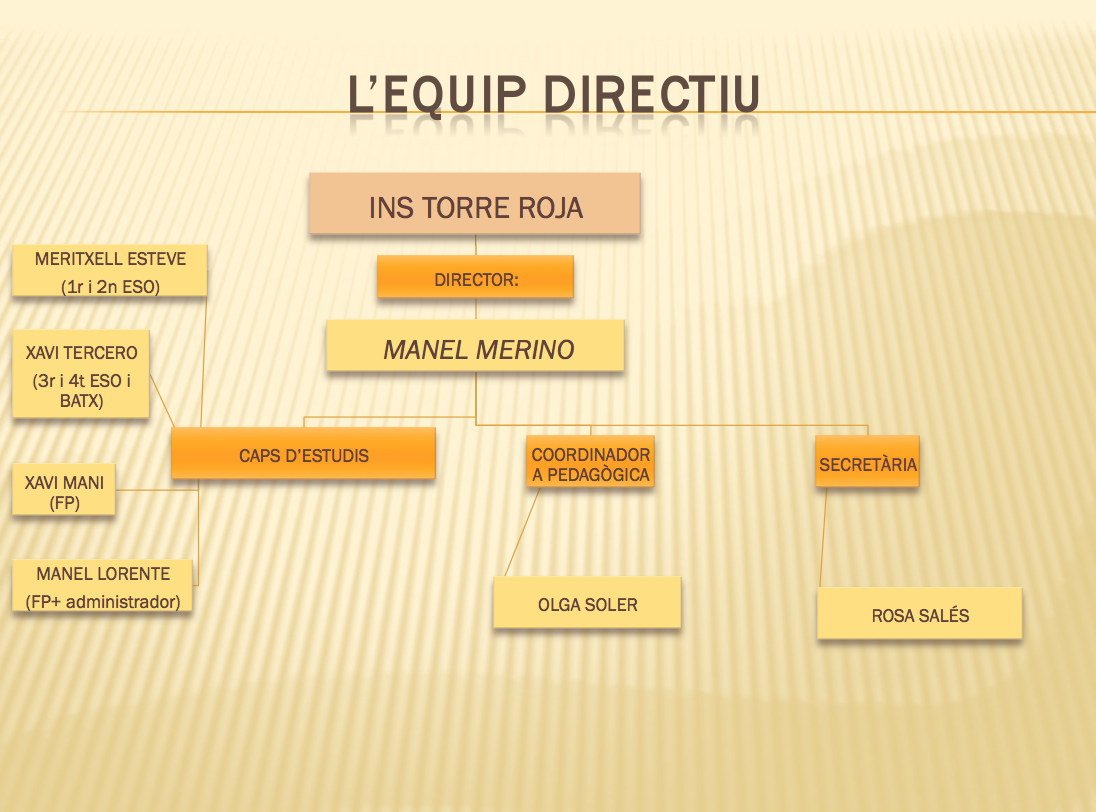 L'EQUIP DIRECTIU
INS TORRE ROJA
DIRECTOR:
MANEL MERINO
MERITXELL ESTEVE
(1r i 2n ESO)
XAVI TERCERO
(3r i 4t ESO i
BATX)
XAVI MANI
(FP)
MANEL LORENTE
(FP+ administrador)
CAPS D'ESTUDIS
COORDINADOR
A PEDAGÒGICA
SECRETÀRIA
OLGA SOLER
ROSA SALÉS